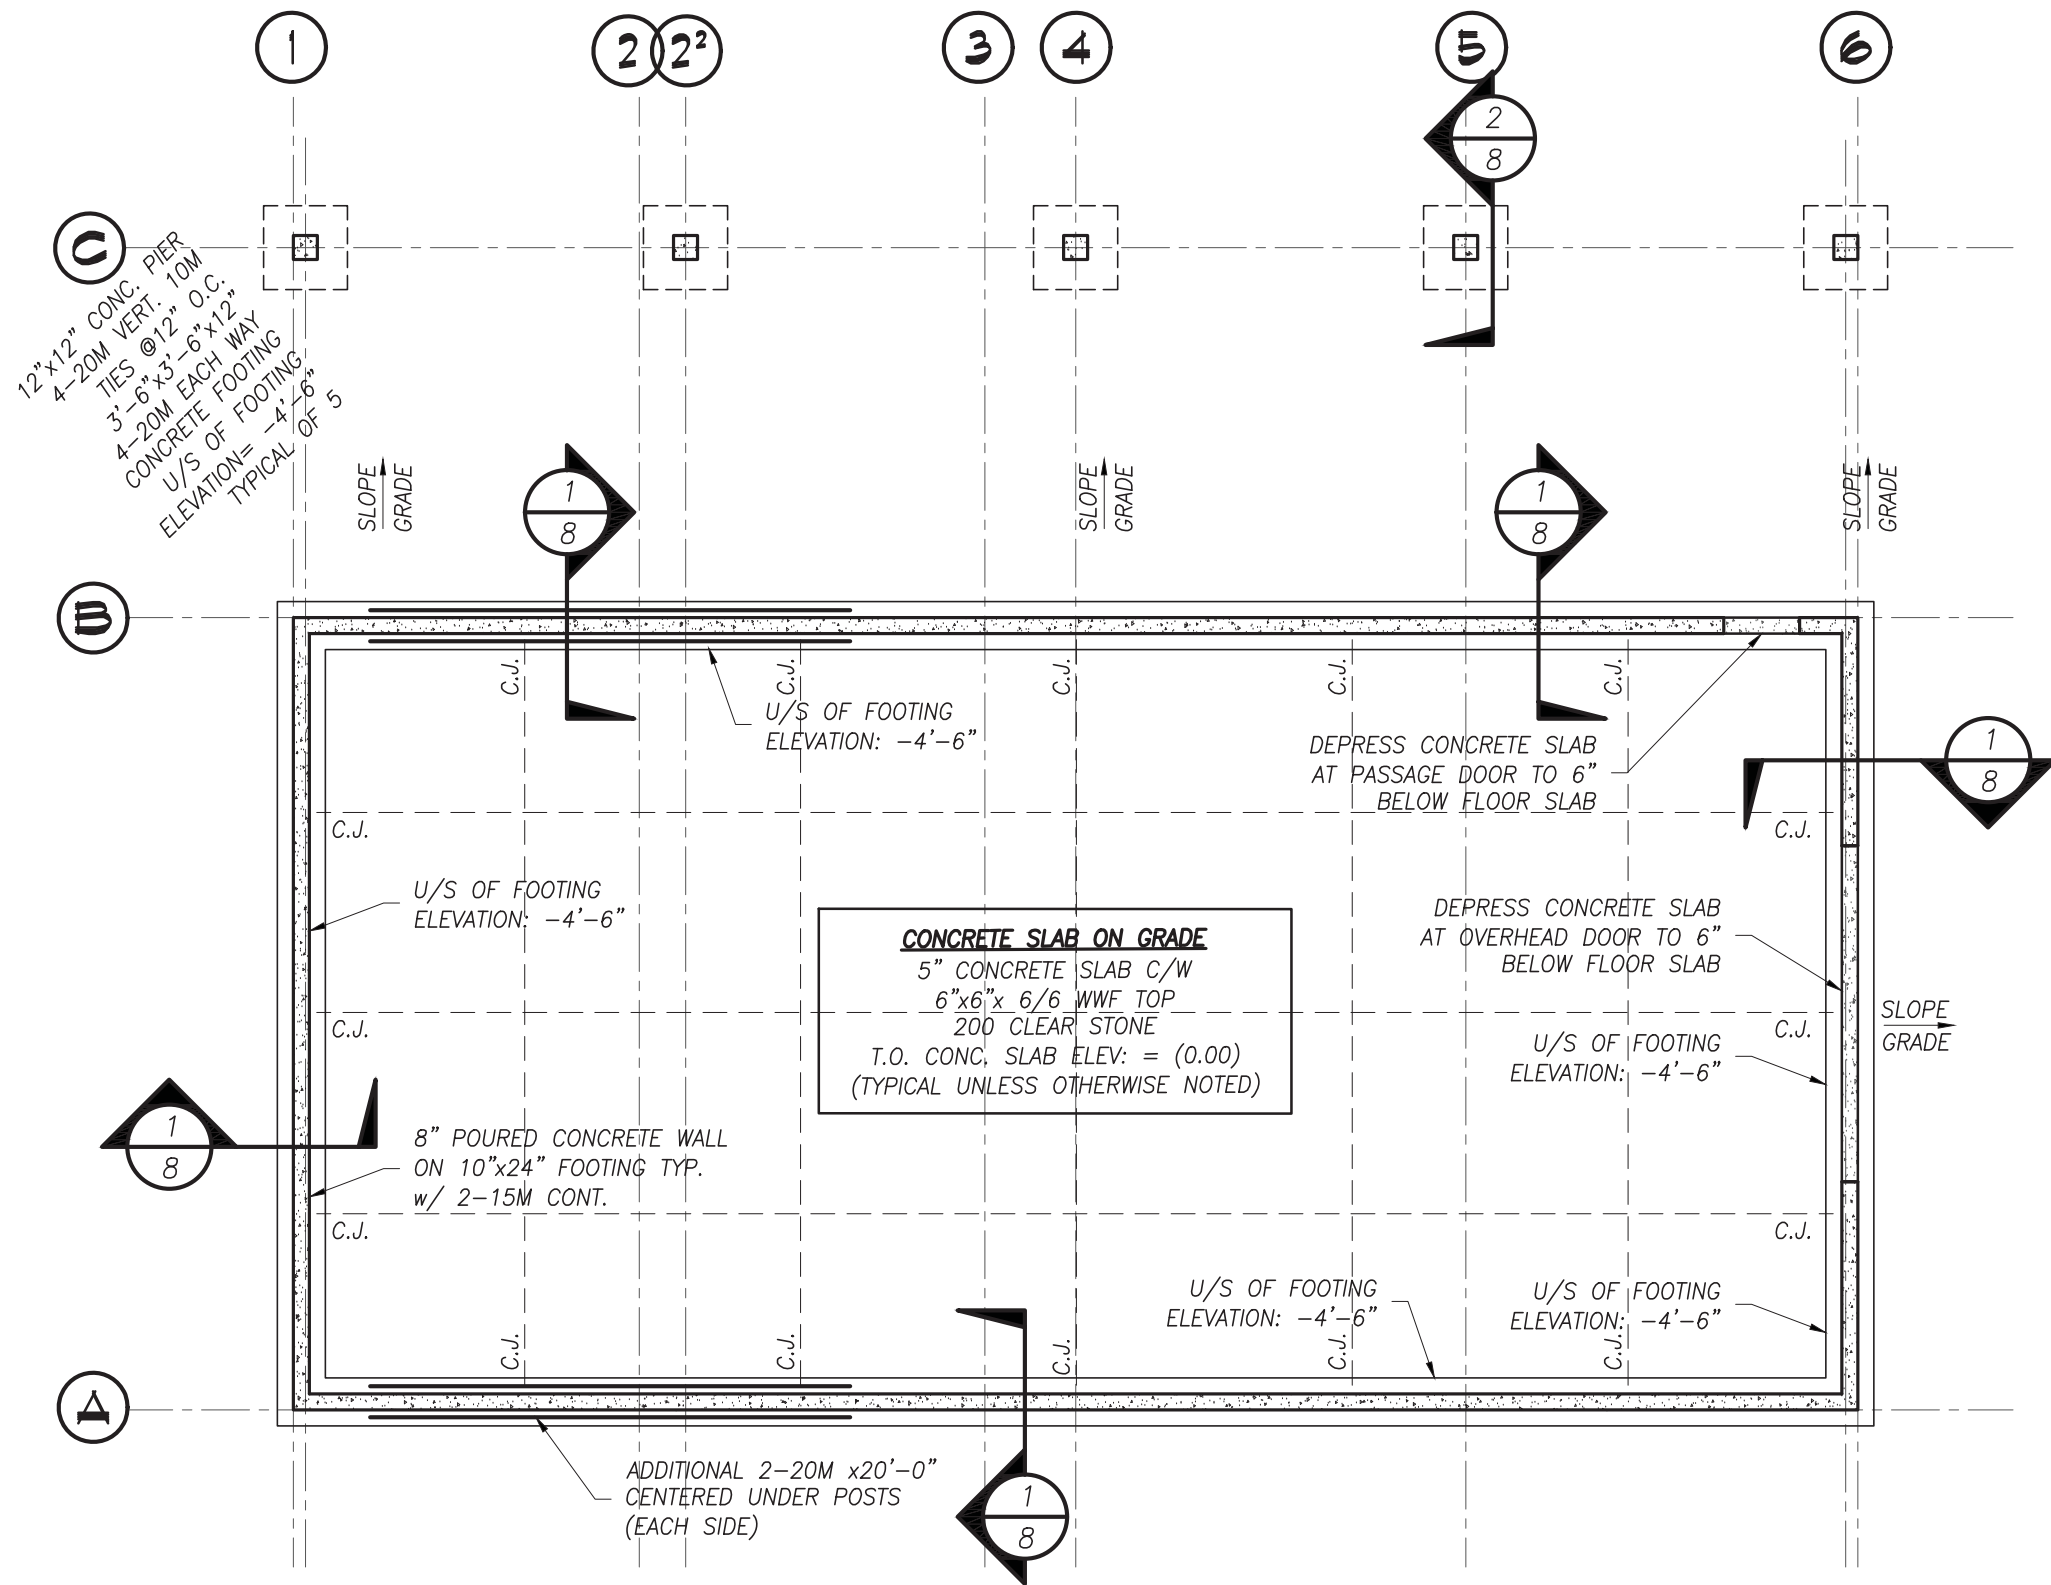 1
2
2²
3
4
5
6
2
8
C
12"x12" CONC. PIER
4-20M VERT. 10M
TIES @12" O.C.
3'-6"x3'-6"x12"
4-20M EACH WAY
CONCRETE FOOTING
U/S OF FOOTING
ELEVATION= -4'-6"
TYPICAL OF 5
SLOPE
GRADE
1
8
SLOPE
GRADE
1
8
SLOPE
GRADE
B
C.J.
C.J.
C.J.
C.J.
C.J.
U/S OF FOOTING
ELEVATION: -4'-6"
DEPRESS CONCRETE SLAB
AT PASSAGE DOOR TO 6"
BELOW FLOOR SLAB
1
8
C.J.
C.J.
U/S OF FOOTING
ELEVATION: -4'-6"
CONCRETE SLAB ON GRADE
5" CONCRETE SLAB C/W
6"x6"x 6/6 WWF TOP
200 CLEAR STONE
T.O. CONC. SLAB ELEV: = (0.00)
(TYPICAL UNLESS OTHERWISE NOTED)
DEPRESS CONCRETE SLAB
AT OVERHEAD DOOR TO 6"
BELOW FLOOR SLAB
SLOPE
GRADE
C.J.
C.J.
U/S OF FOOTING
ELEVATION: -4'-6"
1
8
8" POURED CONCRETE WALL
ON 10"x24" FOOTING TYP.
w/ 2-15M CONT.
C.J.
C.J.
U/S OF FOOTING
ELEVATION: -4'-6"
U/S OF FOOTING
ELEVATION: -4'-6"
C.J.
C.J.
C.J.
C.J.
C.J.
A
ADDITIONAL 2-20M x20'-0"
CENTERED UNDER POSTS
(EACH SIDE)
1
8